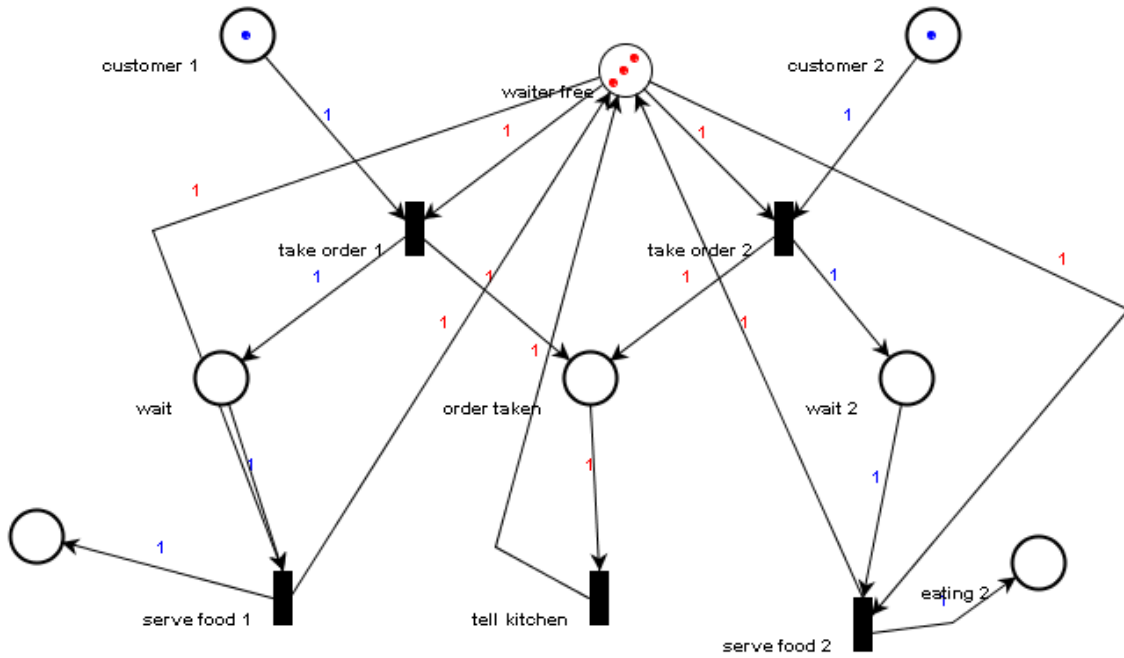 customer 1
customer 2
waiter free
1
1
1
1
1
1
take order 1
take order 2
1
1
1
1
1
1
1
1
wait
order taken
wait 2
1
1
1
1
1
serve food 1
tell kitchen
serve food 2
eating 2